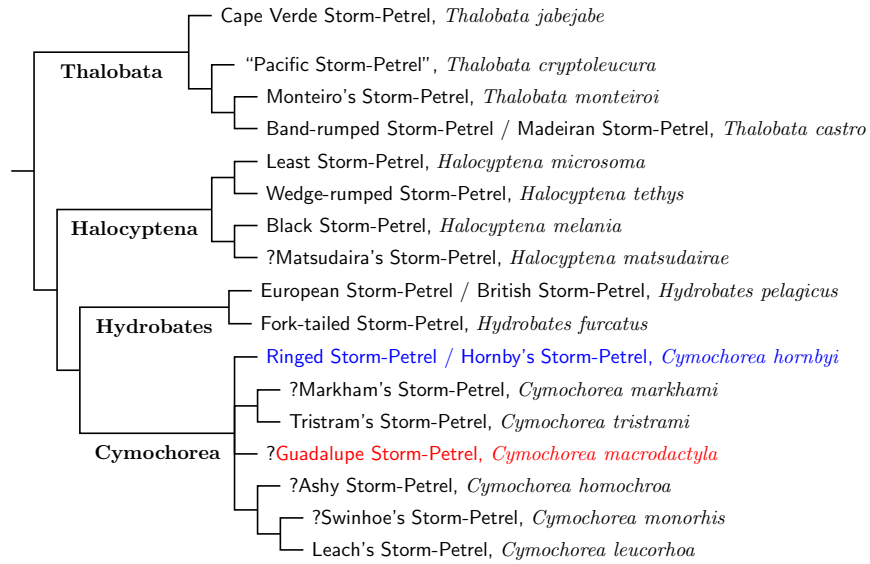 Cape Verde Storm-Petrel, Thalobata jabejabe
Thalobata
“Pacific Storm-Petrel”, Thalobata cryptoleucura
Monteiro's Storm-Petrel, Thalobata monteiroi
Band-rumped Storm-Petrel / Madeiran Storm-Petrel, Thalobata castro
Least Storm-Petrel, Halocyptena microsoma
Wedge-rumped Storm-Petrel, Halocyptena tethys
Halocyptena
Black Storm-Petrel, Halocyptena melania
?Matsudaira's Storm-Petrel, Halocyptena matsudairae
European Storm-Petrel / British Storm-Petrel, Hydrobates pelagicus
Hydrobates
Fork-tailed Storm-Petrel, Hydrobates furcatus
Ringed Storm-Petrel / Hornby's Storm-Petrel, Cymochorea hornbyi
?Markham's Storm-Petrel, Cymochorea markhami
Tristram's Storm-Petrel, Cymochorea tristrami
Cymochorea
?Guadalupe Storm-Petrel, Cymochorea macrodactyla
?Ashy Storm-Petrel, Cymochorea homochroa
?Swinhoe's Storm-Petrel, Cymochorea monorhis
Leach's Storm-Petrel, Cymochorea leucorhoa